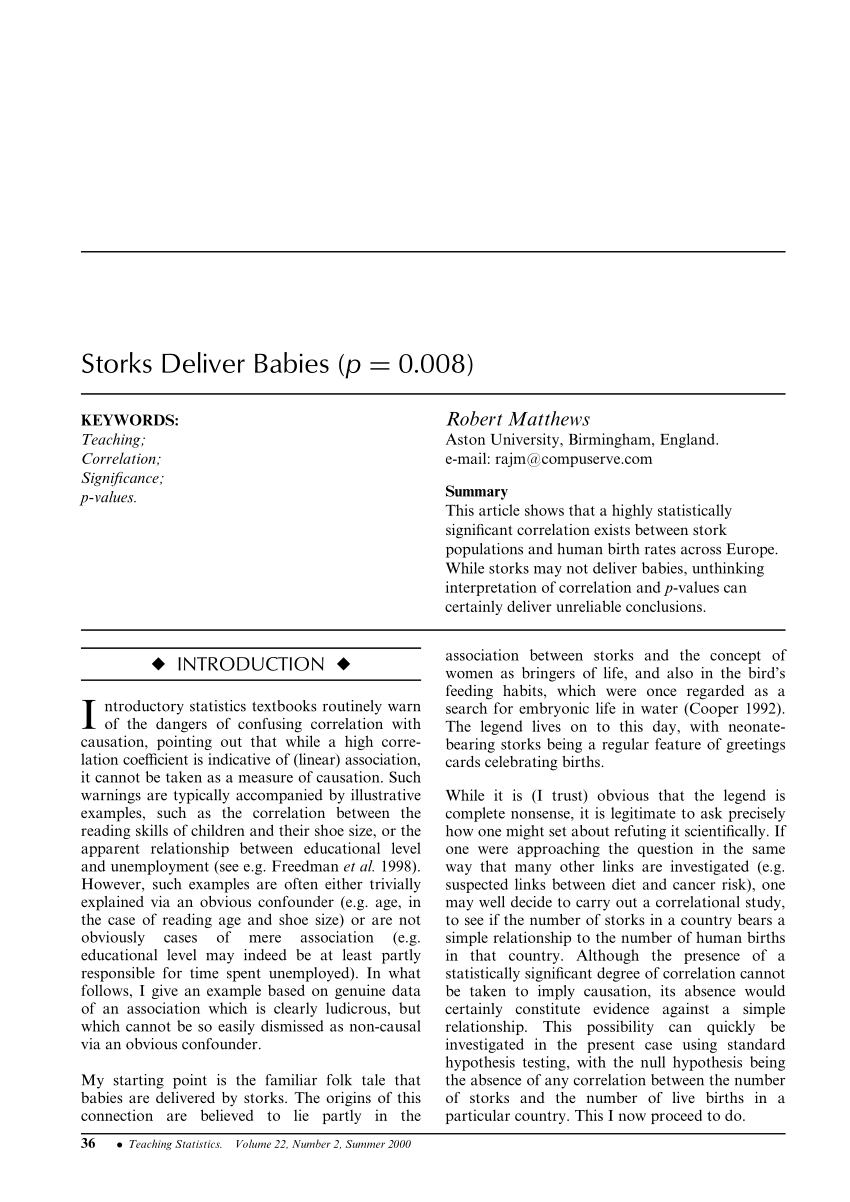 Storks Deliver Babies (p = 0.008)
KEYWORDS:
Teaching;
Correlation;
Significance;
p-values.
Robert Matthews
Aston University, Birmingham, England.
e-mail: rajm@compuserve.com
Summary
This article shows that a highly statistically
significant correlation exists between stork
populations and human birth rates across Europe.
While storks may not deliver babies, unthinking
interpretation of correlation and p-values can
certainly deliver unreliable conclusions.
◆ INTRODUCTION ◆
Introductory statistics textbooks routinely warn
of the dangers of confusing correlation with
causation, pointing out that while a high corre-
lation coefficient is indicative of (linear) association,
it cannot be taken as a measure of causation. Such
warnings are typically accompanied by illustrative
examples, such as the correlation between the
reading skills of children and their shoe size, or the
apparent relationship between educational level
and unemployment (see e.g. Freedman et al. 1998).
However, such examples are often either trivially
explained via an obvious confounder (e.g. age, in
the case of reading age and shoe size) or are not
obviously cases of mere association (e.g.
educational level may indeed be at least partly
responsible for time spent unemployed). In what
follows, I give an example based on genuine data
of an association which is clearly ludicrous, but
which cannot be so easily dismissed as non-causal
via an obvious confounder.
My starting point is the familiar folk tale that
babies are delivered by storks. The origins of this
connection are believed to lie partly in the
association between storks and the concept of
women as bringers of life, and also in the bird's
feeding habits, which were once regarded as a
search for embryonic life in water (Cooper 1992).
The legend lives on to this day, with neonate-
bearing storks being a regular feature of greetings
cards celebrating births.
While it is (I trust) obvious that the legend is
complete nonsense, it is legitimate to ask precisely
how one might set about refuting it scientifically. If
one were approaching the question in the same
way that many other links are investigated (e.g.
suspected links between diet and cancer risk), one
may well decide to carry out a correlational study,
to see if the number of storks in a country bears a
simple relationship to the number of human births
in that country. Although the presence of a
statistically significant degree of correlation cannot
be taken to imply causation, its absence would
certainly constitute evidence against a simple
relationship. This possibility can quickly be
investigated in the present case using standard
hypothesis testing, with the null hypothesis being
the absence of any correlation between the number
of storks and the number of live births in a
particular country. This I now proceed to do.
36 • Teaching Statistics. Volume 22, Number 2, Summer 2000